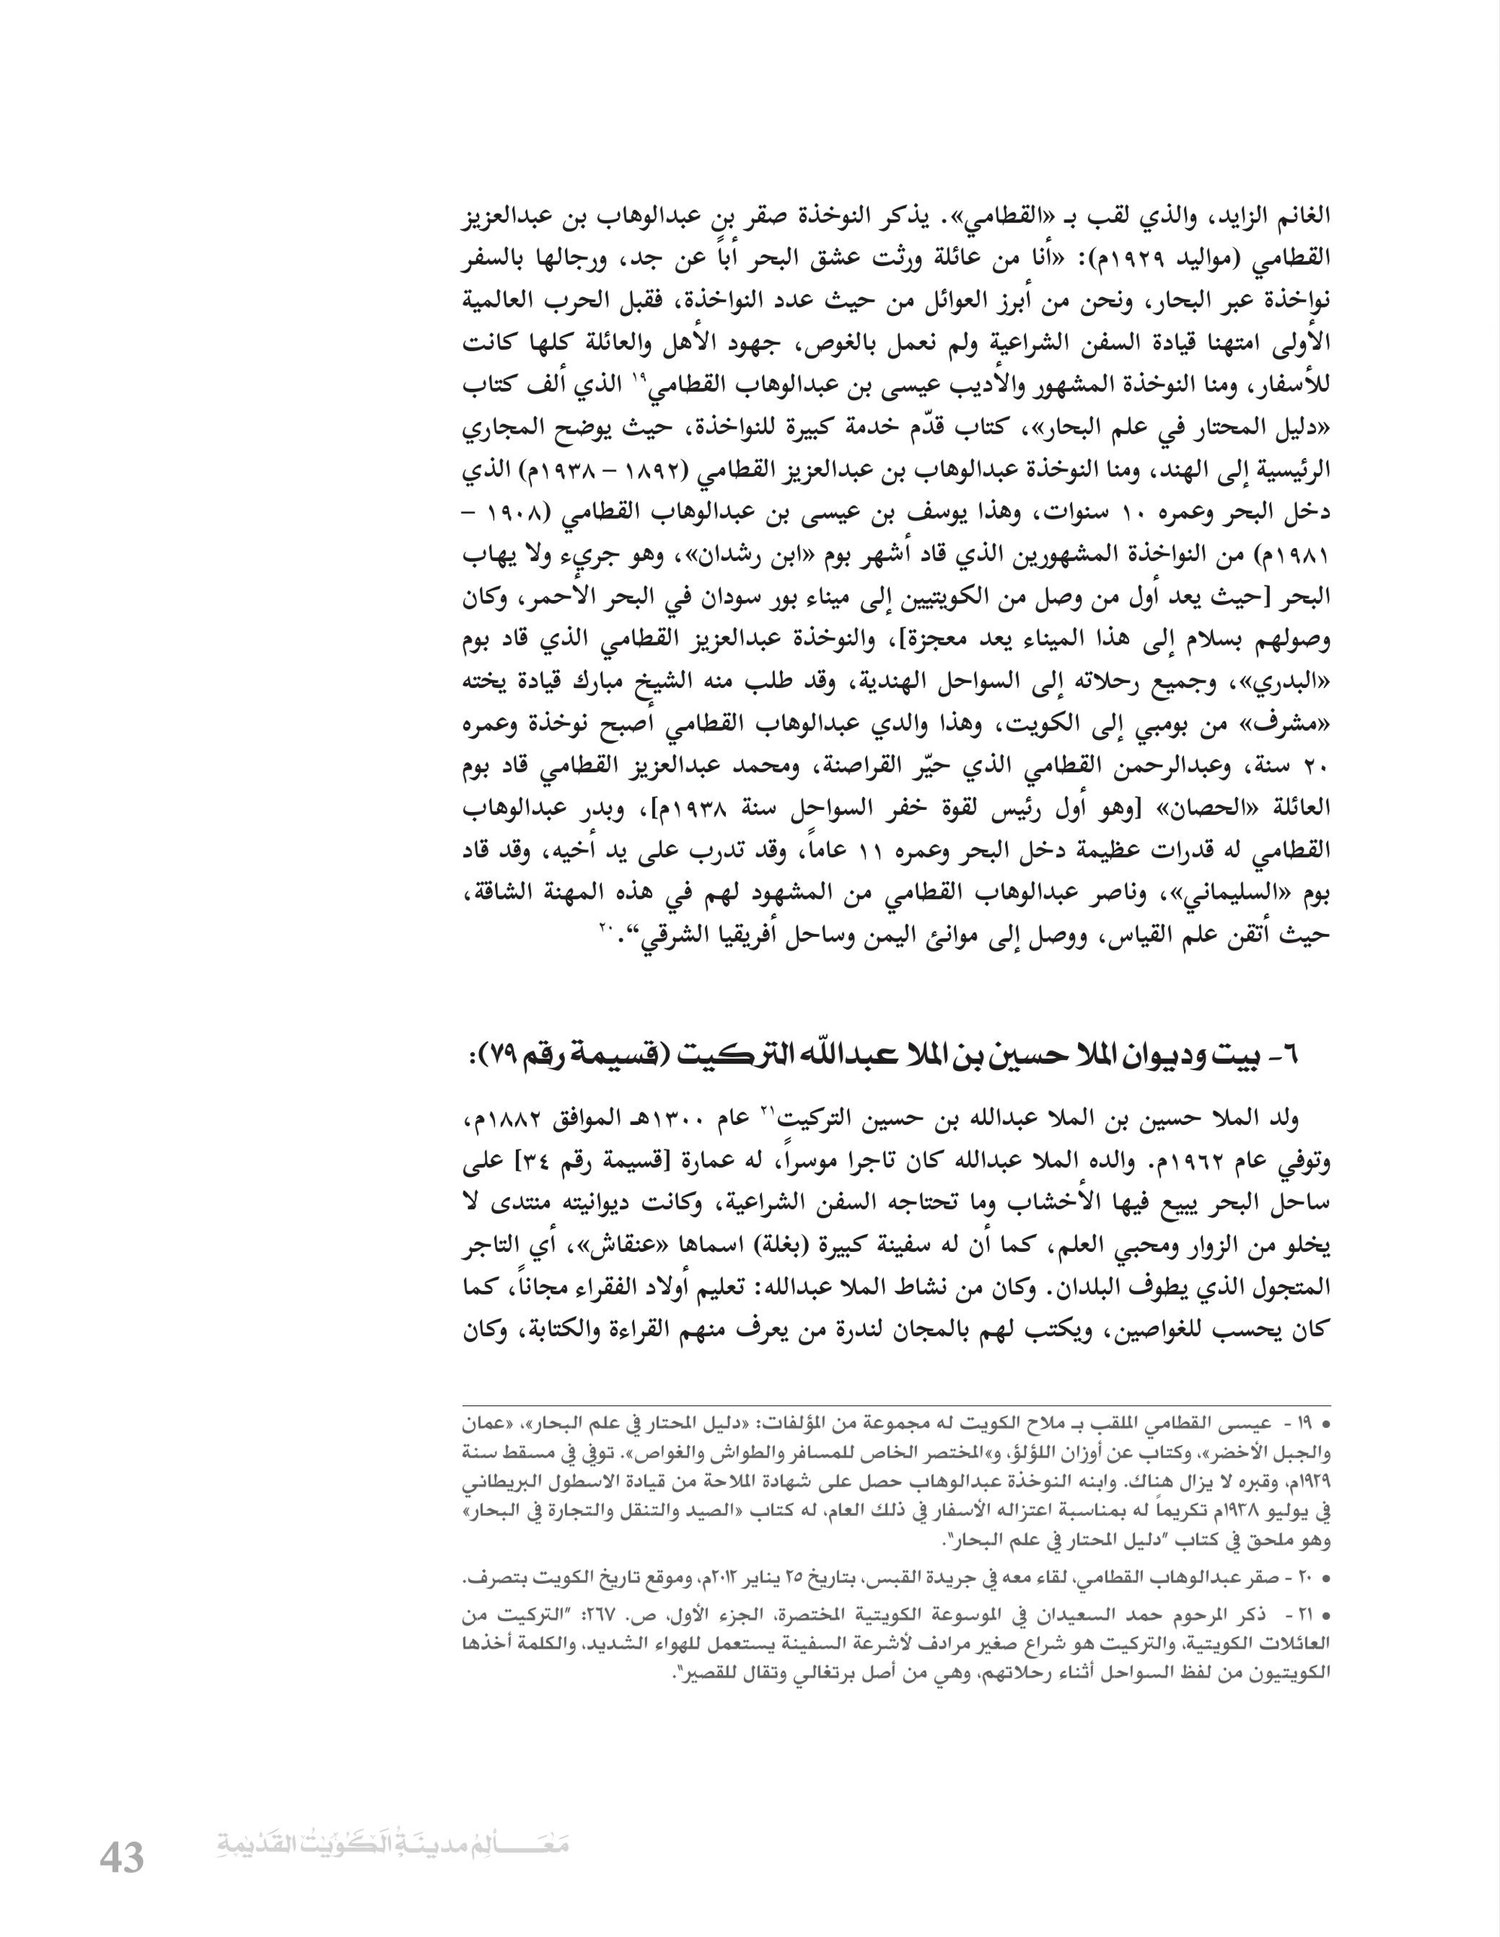 الغانم الزايد، والذي لقب بـ «القطامي». يذكر النوخذة صقر بن عبدالوهاب بن عبدالعزيز
القطامي (مواليد ١٩٢٩م): «أنا من عائلة ورثت عشق البحر أباً عن جد، ورجالها بالسفر
نواخذة عبر البحار، ونحن من أبرز العوائل من حيث عدد النواخذة، فقبل الحرب العالمية
الأولى امتهنا قيادة السفن الشراعية ولم نعمل بالغوص، جهود الأهل والعائلة كلها كانت
للأسفار، ومنا النوخذة المشهور والأديب عيسى بن عبدالوهاب القطامي١٩ الذي ألف كتاب
«دليل المحتار في علم البحار»، كتاب قدّم خدمة كبيرة للنواخذة، حيث يوضح المجاري
الرئيسية إلى الهند، ومنا النوخذة عبدالوهاب بن عبدالعزيز القطامي (١٨٩٢ – ١٩٣٨م) الذي
دخل البحر وعمره ١٠ سنوات، وهذا يوسف بن عيسى بن عبدالوهاب القطامي (١٩٠٨ –
١٩٨١م) من النواخذة المشهورين الذي قاد أشهر بوم «ابن رشدان»، وهو جريء ولا يهاب
البحر [حيث يعد أول من وصل من الكويتيين إلى ميناء بور سودان في البحر الأحمر، وكان
وصولهم بسلام إلى هذا الميناء يعد معجزة]، والنوخذة عبدالعزيز القطامي الذي قاد بوم
«البدري»، وجميع رحلاته إلى السواحل الهندية، وقد طلب منه الشيخ مبارك قيادة يخته
«مشرف» من بومبي إلى الكويت، وهذا والدي عبدالوهاب القطامي أصبح نوخذة وعمره
٢٠ سنة، وعبدالرحمن القطامي الذي حيّر القراصنة، ومحمد عبدالعزيز القطامي قاد بوم
العائلة «الحصان» [وهو أول رئيس لقوة خفر السواحل سنة ١٩٣٨م]، وبدر عبدالوهاب
القطامي له قدرات عظيمة دخل البحر وعمره ١١ عاماً، وقد تدرب على يد أخيه، وقد قاد
بوم «السليماني»، وناصر عبدالوهاب القطامي من المشهود لهم في هذه المهنة الشاقة،
حيث أتقن علم القياس، ووصل إلى موانئ اليمن وساحل أفريقيا الشرقي“.٢٠
٦- بيت وديوان الملا حسين بن الملا عبدالله التركيت (قسيمة رقم ٧٩):
ولد الملا حسين بن الملا عبدالله بن حسين التركيت٢١ عام ١٣٠٠هـ الموافق ١٨٨٢م،
وتوفي عام ١٩٦٢م. والده الملا عبدالله كان تاجرا موسراً، له عمارة [قسيمة رقم ٣٤] على
ساحل البحر يبيع فيها الأخشاب وما تحتاجه السفن الشراعية، وكانت ديوانيته منتدى لا
يخلو من الزوار ومحبي العلم، كما أن له سفينة كبيرة (بغلة) اسماها «عنقاش»، أي التاجر
المتجول الذي يطوف البلدان. وكان من نشاط الملا عبدالله: تعليم أولاد الفقراء مجاناً، كما
كان يحسب للغواصين، ويكتب لهم بالمجان لندرة من يعرف منهم القراءة والكتابة، وكان
• ١٩ - عيسى القطامي الملقب بـ ملاح الكويت له مجموعة من المؤلفات: «دليل المحتار في علم البحار»، «عمان
والجبل الأخضر»، وكتاب عن أوزان اللؤلؤ، و«المختصر الخاص للمسافر والطواش والغواص». توفي في مسقط سنة
١٩٢٩م، وقبره لا يزال هناك. وابنه النوخذة عبدالوهاب حصل على شهادة الملاحة من قيادة الاسطول البريطاني
في يوليو ١٩٣٨م تكريماً له بمناسبة اعتزاله الأسفار في ذلك العام، له كتاب «الصيد والتنقل والتجارة في البحار»
وهو ملحق في كتاب "دليل المحتار في علم البحار".
• ٢٠ - صقر عبدالوهاب القطامي، لقاء معه في جريدة القبس، بتاريخ ٢٥ يناير ٢٠١٢م، وموقع تاريخ الكويت بتصرف.
• ٢١ - ذكر المرحوم حمد السعيدان في الموسوعة الكويتية المختصرة، الجزء الأول، ص. ٢٦٧: "التركيت من
العائلات الكويتية، والتركيت هو شراع صغير مرادف لأشرعة السفينة يستعمل للهواء الشديد، والكلمة أخذها
الكويتيون من لفظ السواحل أثناء رحلاتهم، وهي من أصل برتغالي وتقال للقصير".
مَعَالِمُ مدينَةِ الكُوَيْتُ القَدْيمةِ
43